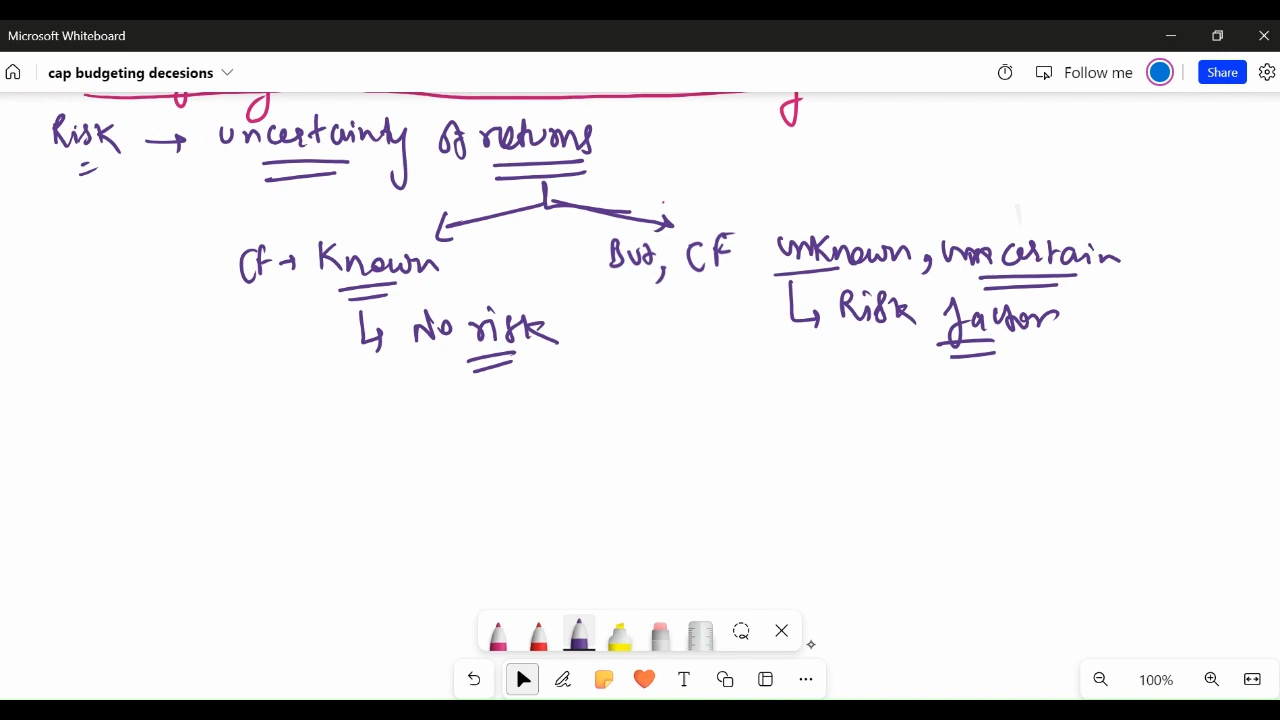 Microsoft Whiteboard
cap budgeting decesions
Follow me
Share
Risk → uncertainty of returns
CF → Known
But, CF unknown, uncertain
↳ No risk
↳ Risk factor
T
100%